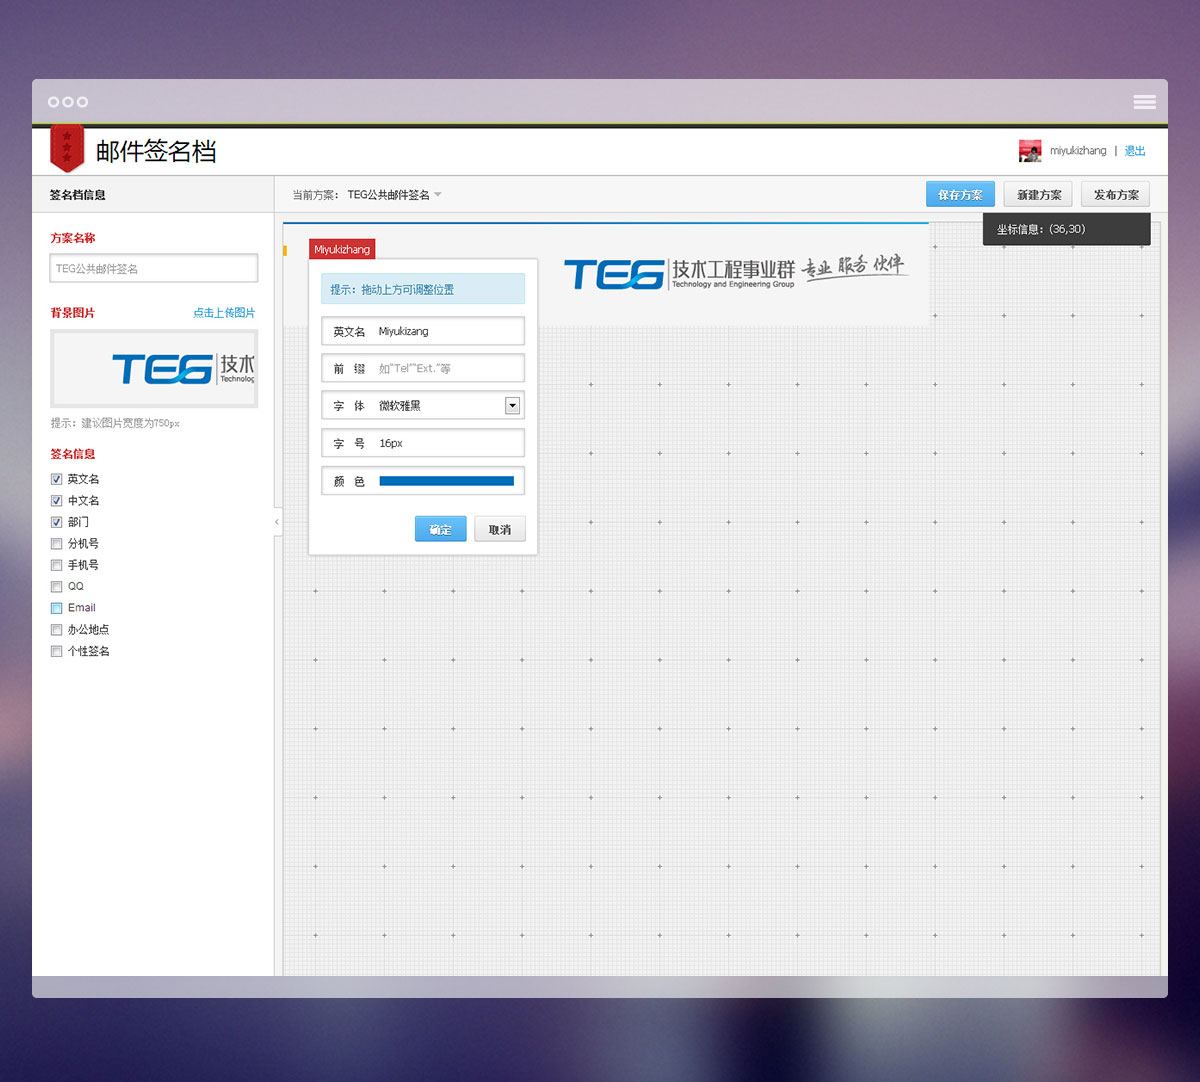 邮件签名档
miyukizhang | 退出
签名档信息
当前方案： TEG公共邮件签名
保存方案
新建方案
发布方案
坐标信息：(36,30)
方案名称
TEG公共邮件签名
背景图片
点击上传图片
TEG 技术
Technolog
提示：建议图片宽度为750px
签名信息
英文名
中文名
部门
分机号
手机号
QQ
Email
办公地点
个性签名
Miyukizhang
提示：拖动上方可调整位置
英文名 Miyukizang
前 缀 如"Tel""Ext."等
字 体 微软雅黑
字 号 16px
颜 色
确定
取消
TEG 技术工程事业群 专业 服务 伙伴
Technology and Engineering Group